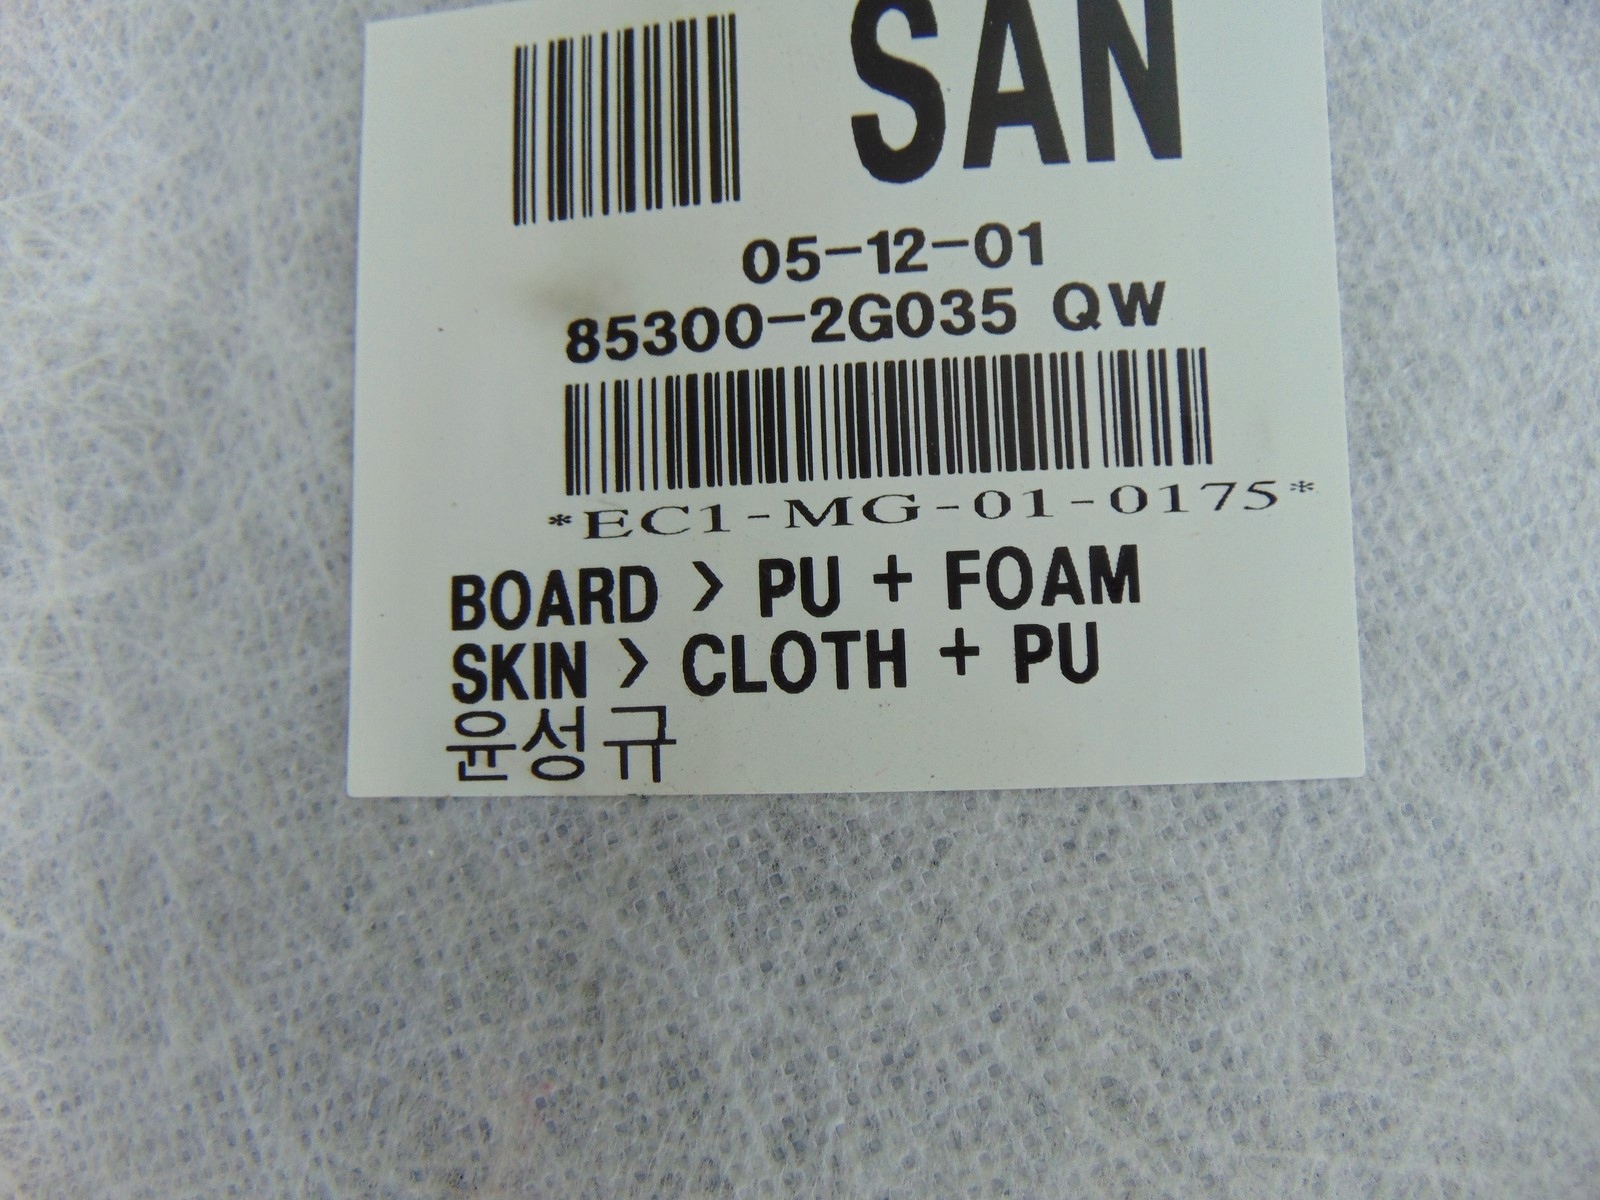 SAN
05-12-01
85300-2G035 QW
*EC1-MG-01-0175*
BOARD > PU + FOAM
SKIN > CLOTH + PU
윤성규